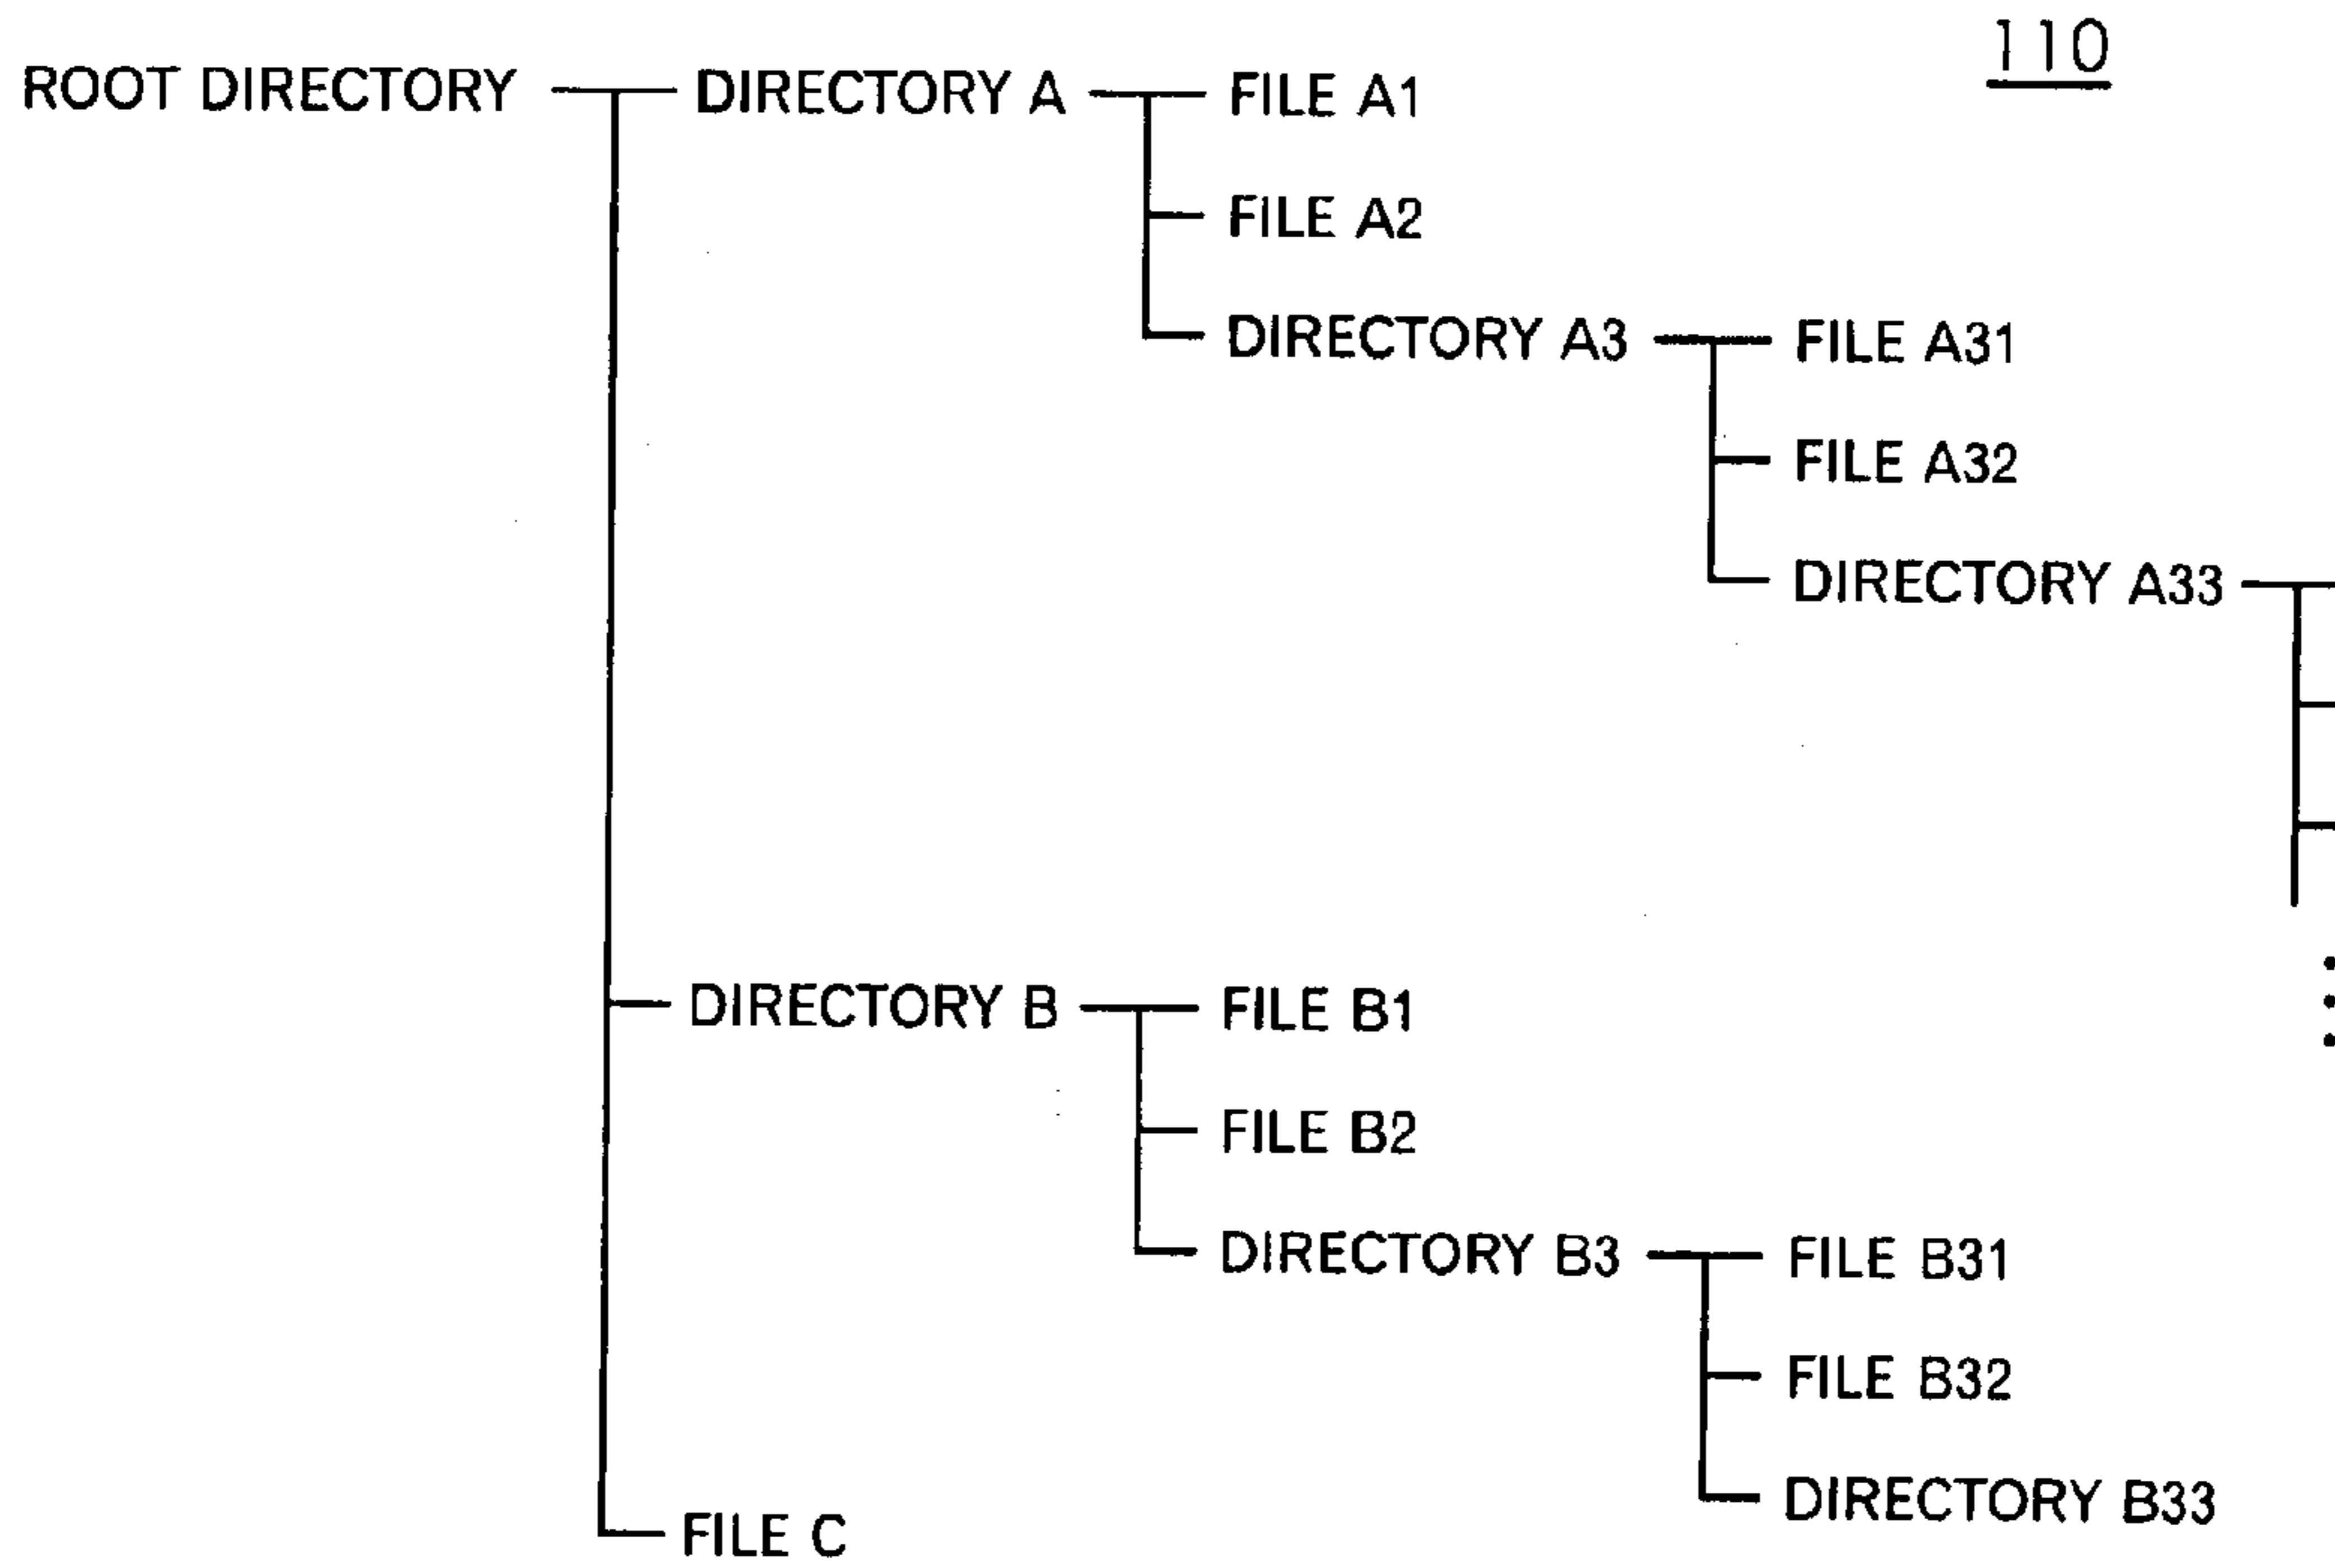 110
ROOT DIRECTORY DIRECTORY A FILE A1
FILE A2
DIRECTORY A3 FILE A31
FILE A32
DIRECTORY A33
DIRECTORY B FILE B1
FILE B2
DIRECTORY B3 FILE B31
FILE B32
DIRECTORY B33
FILE C